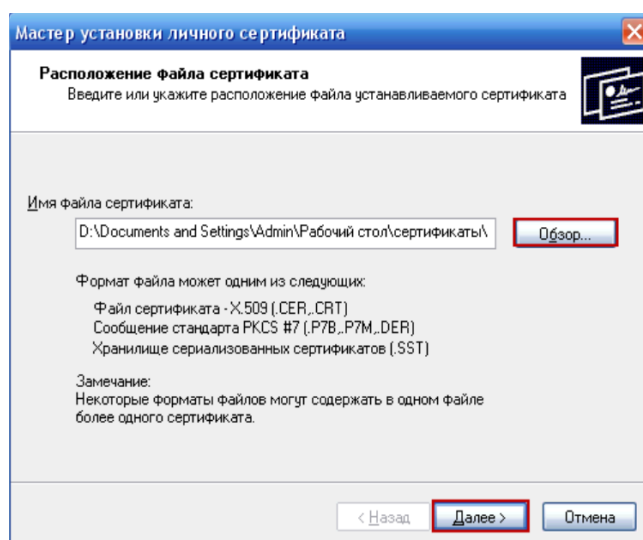 Мастер установки личного сертификата
Расположение файла сертификата
Введите или укажите расположение файла устанавливаемого сертификата
Имя файла сертификата:
D:\Documents and Settings\Admin\Рабочий стол\сертификаты\
Обзор...
Формат файла может одним из следующих:
Файл сертификата - X.509 (.CER,.CRT)
Сообщение стандарта PKCS #7 (.P7B,.P7M,.DER)
Хранилище сериализованных сертификатов (.SST)
Замечание:
Некоторые форматы файлов могут содержать в одном файле
более одного сертификата.
< Назад
Далее >
Отмена